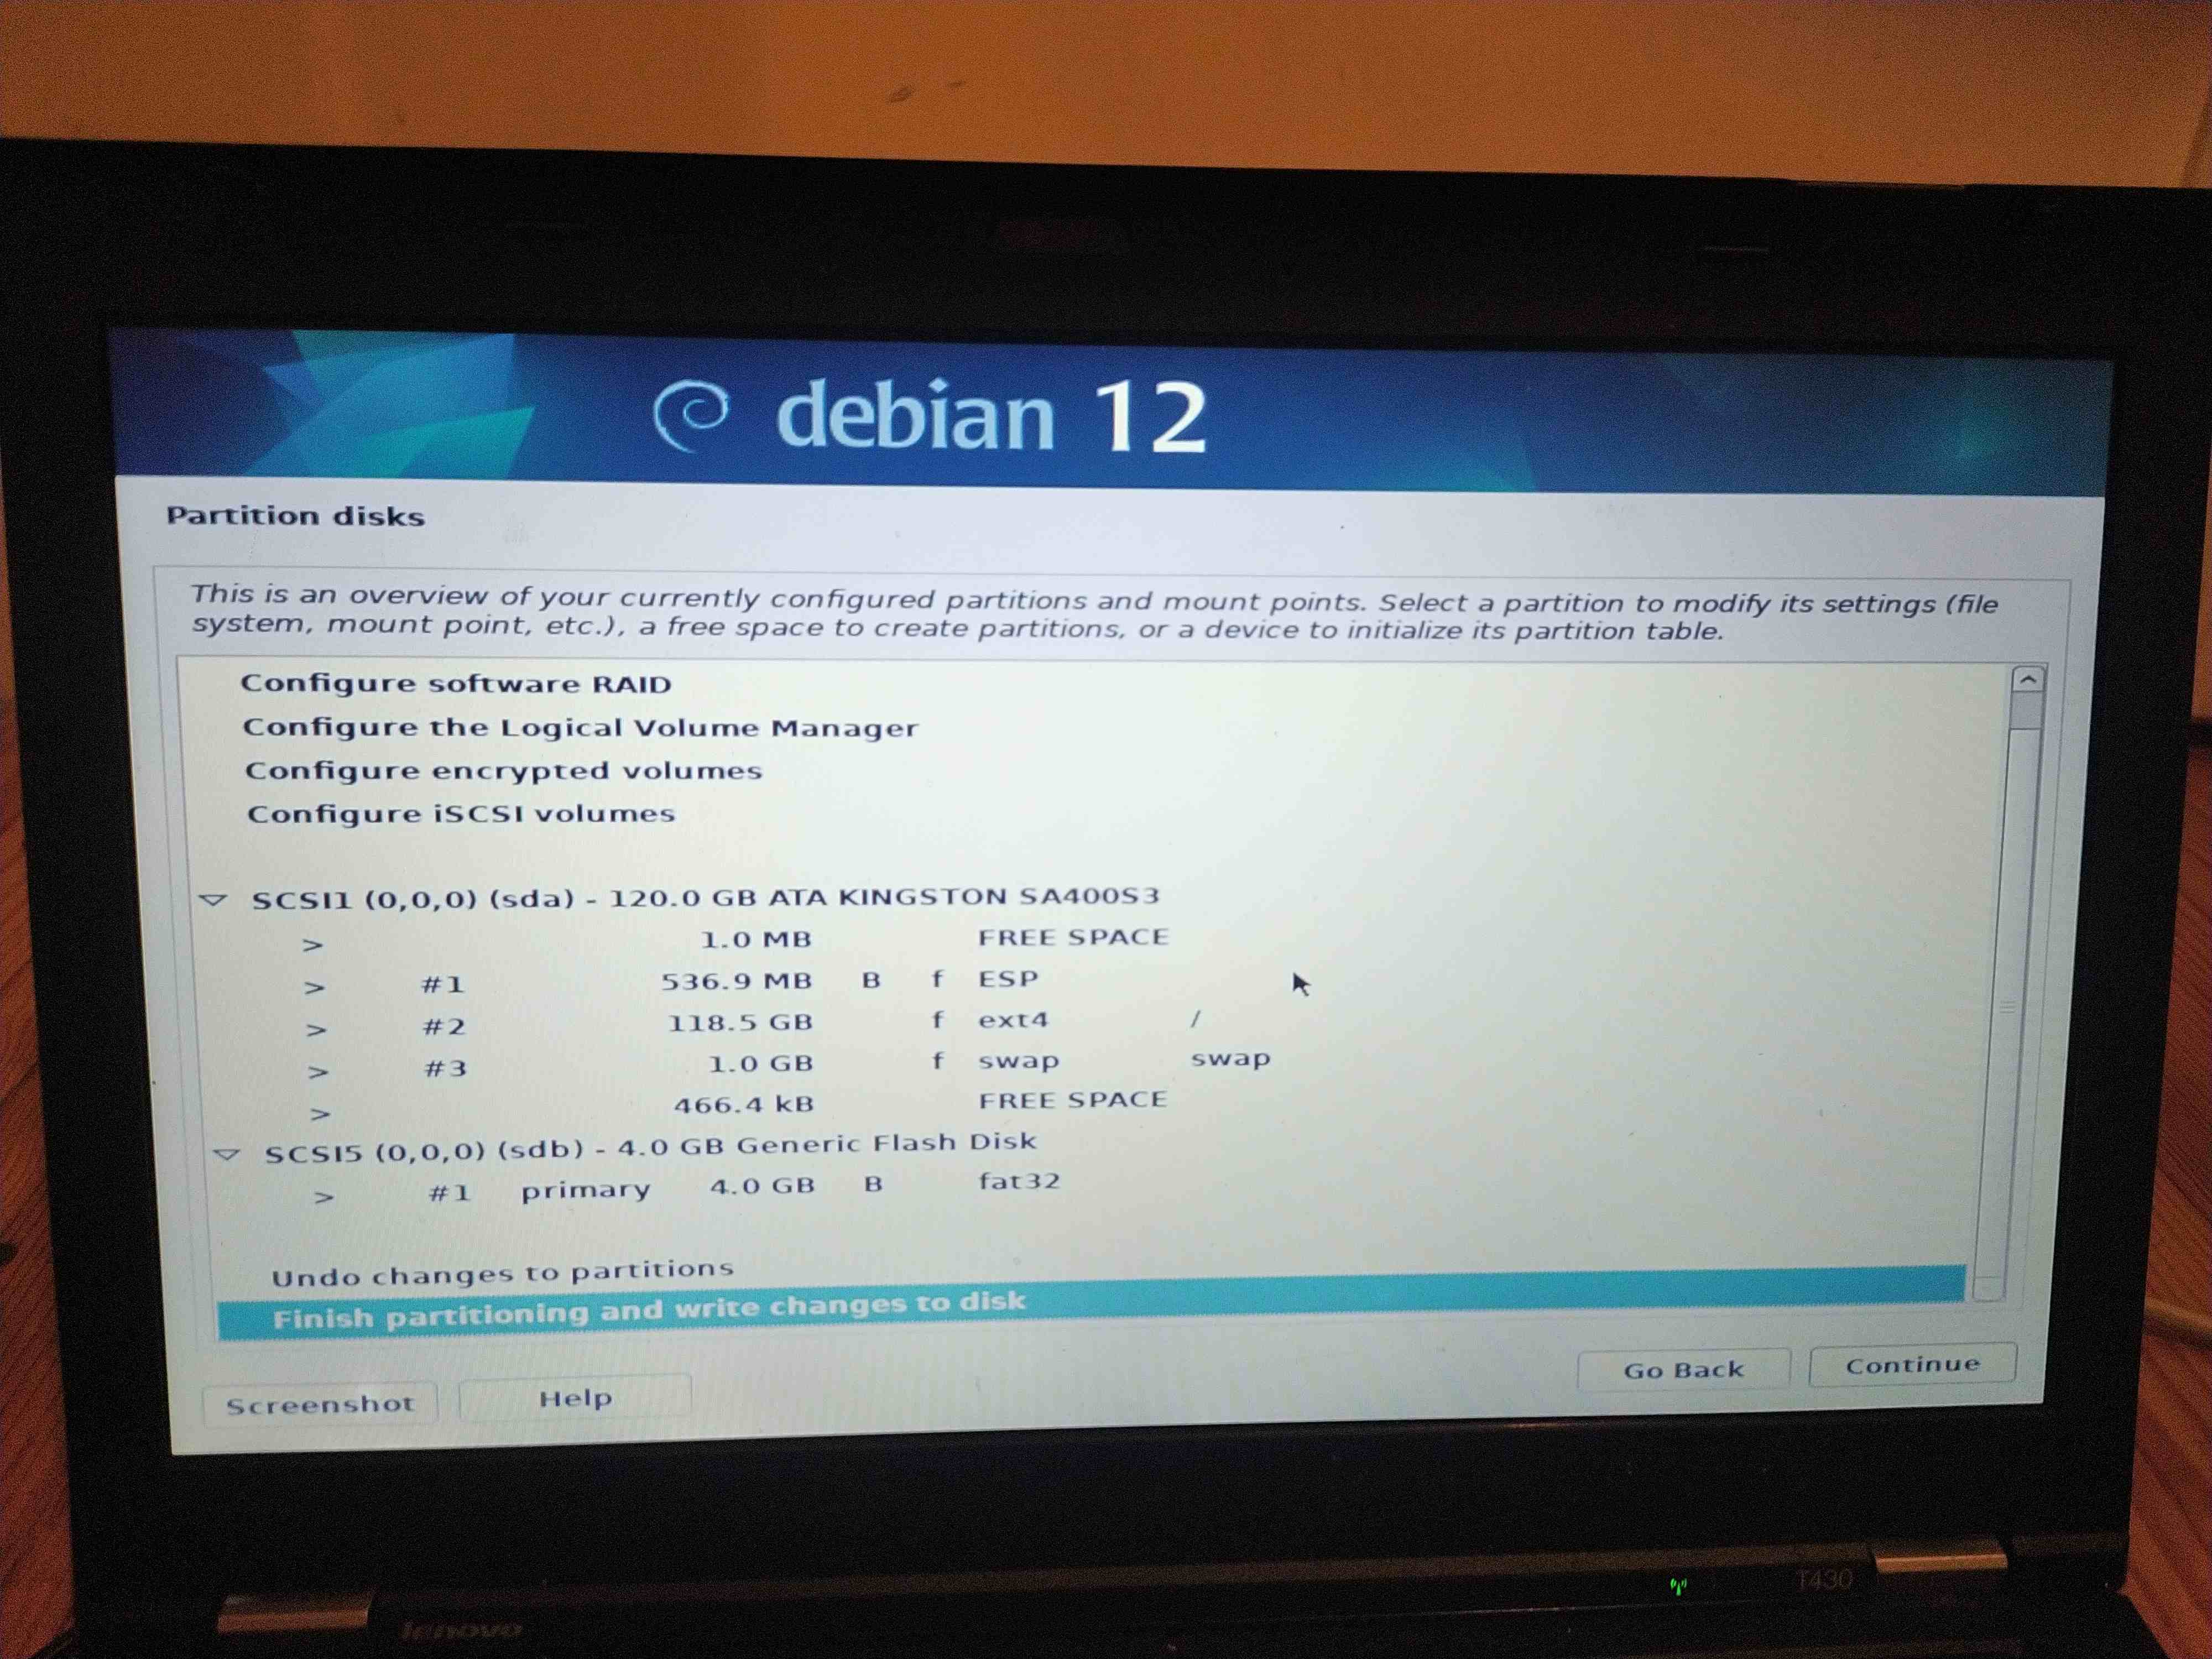 debian 12
Partition disks
This is an overview of your currently configured partitions and mount points. Select a partition to modify its settings (file
system, mount point, etc.), a free space to create partitions, or a device to initialize its partition table.
Configure software RAID
Configure the Logical Volume Manager
Configure encrypted volumes
Configure iSCSI volumes
SCSI1 (0,0,0) (sda) - 120.0 GB ATA KINGSTON SA400S3
> 1.0 MB FREE SPACE
> #1 536.9 MB B f ESP
> #2 118.5 GB f ext4 /
> #3 1.0 GB f swap swap
> 466.4 kB FREE SPACE
SCSI5 (0,0,0) (sdb) - 4.0 GB Generic Flash Disk
> #1 primary 4.0 GB B fat32
Undo changes to partitions
Finish partitioning and write changes to disk
Screenshot Help Go Back Continue
T430
lenovo